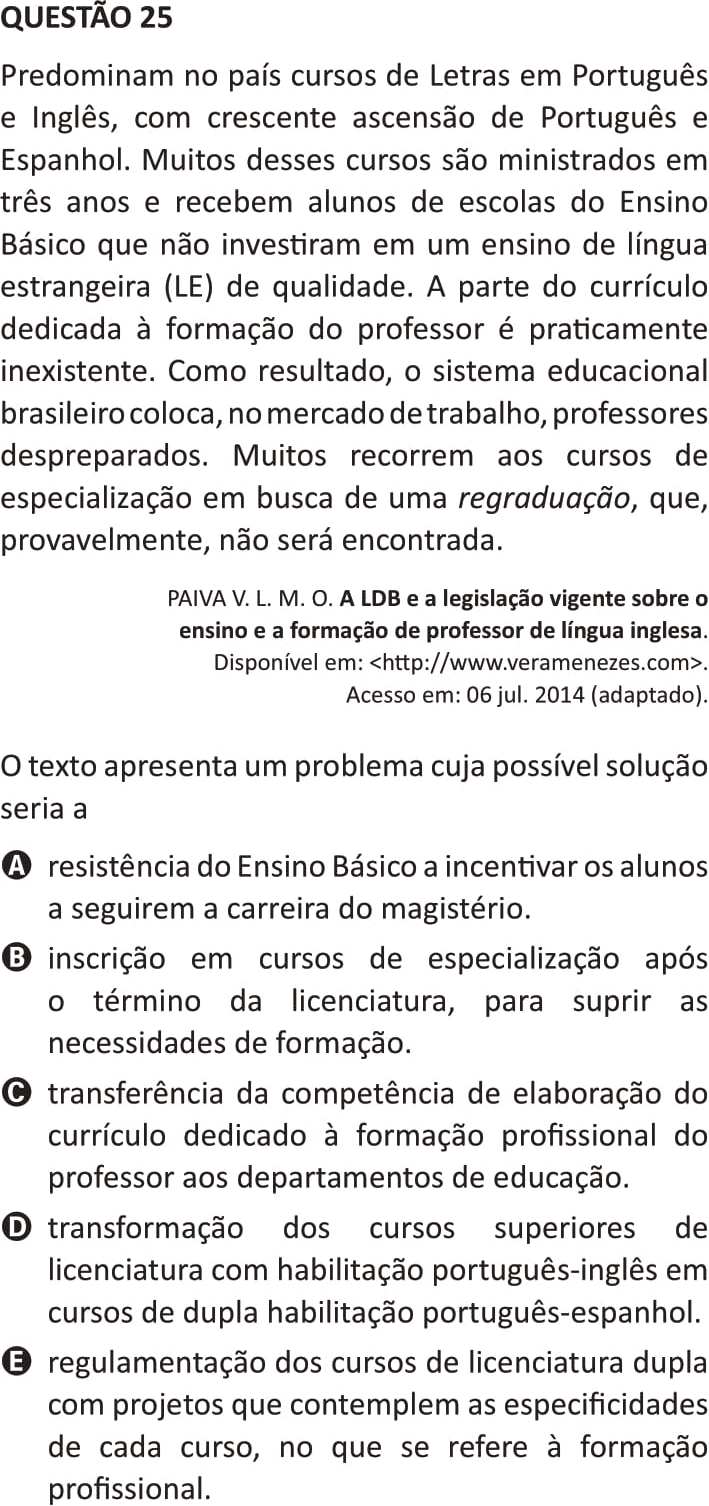 QUESTÃO 25
Predominam no país cursos de Letras em Português
e Inglês, com crescente ascensão de Português e
Espanhol. Muitos desses cursos são ministrados em
três anos e recebem alunos de escolas do Ensino
Básico que não investiram em um ensino de língua
estrangeira (LE) de qualidade. A parte do currículo
dedicada à formação do professor é praticamente
inexistente. Como resultado, o sistema educacional
brasileiro coloca, no mercado de trabalho, professores
despreparados. Muitos recorrem aos cursos de
especialização em busca de uma regraduação, que,
provavelmente, não será encontrada.
PAIVA V. L. M. O. A LDB e a legislação vigente sobre o
ensino e a formação de professor de língua inglesa.
Disponível em: <http://www.veramenezes.com>.
Acesso em: 06 jul. 2014 (adaptado).
O texto apresenta um problema cuja possível solução
seria a
A resistência do Ensino Básico a incentivar os alunos
a seguirem a carreira do magistério.
B inscrição em cursos de especialização após
o término da licenciatura, para suprir as
necessidades de formação.
C transferência da competência de elaboração do
currículo dedicado à formação profissional do
professor aos departamentos de educação.
D transformação dos cursos superiores de
licenciatura com habilitação português-inglês em
cursos de dupla habilitação português-espanhol.
E regulamentação dos cursos de licenciatura dupla
com projetos que contemplem as especificidades
de cada curso, no que se refere à formação
profissional.